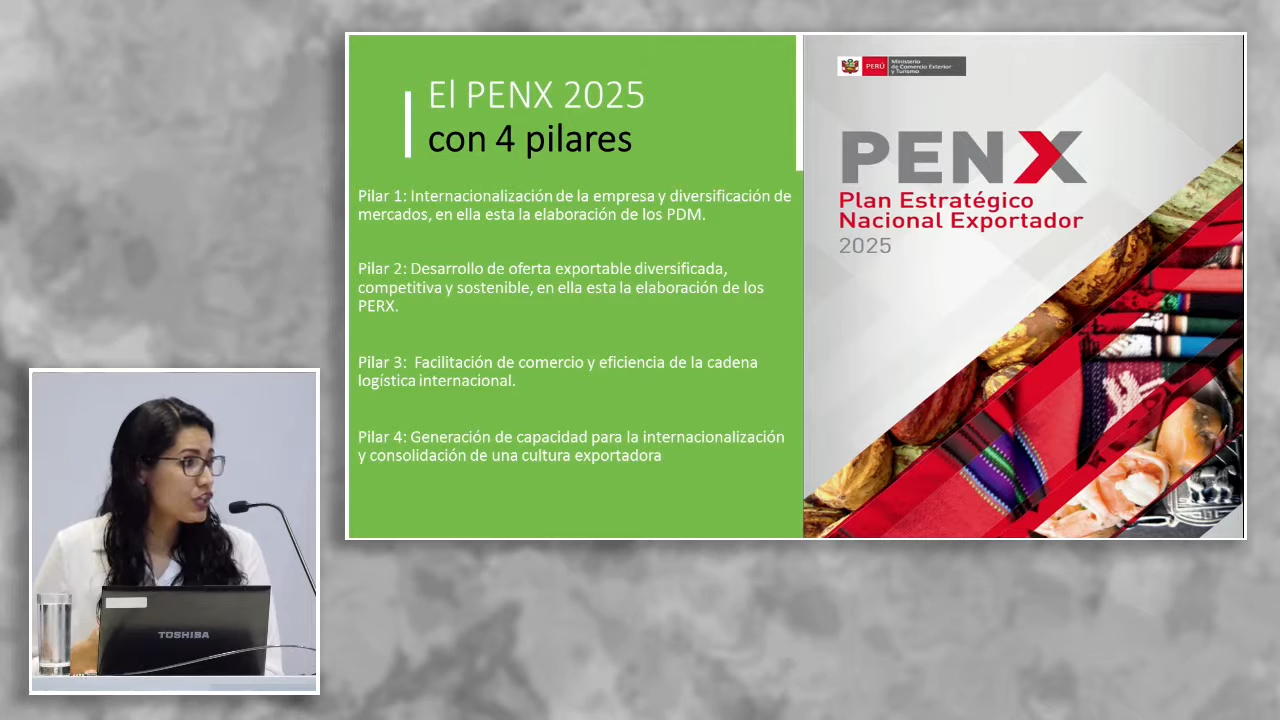 El PENX 2025
con 4 pilares
Pilar 1: Internacionalización de la empresa y diversificación de
mercados, en ella esta la elaboración de los PDM.
Pilar 2: Desarrollo de oferta exportable diversificada,
competitiva y sostenible, en ella esta la elaboración de los
PERX.
Pilar 3: Facilitación de comercio y eficiencia de la cadena
logística internacional.
Pilar 4: Generación de capacidad para la internacionalización
y consolidación de una cultura exportadora
PERÚ
Ministerio
de Comercio Exterior
y Turismo
PENX
Plan Estratégico
Nacional Exportador
2025
TOSHIBA